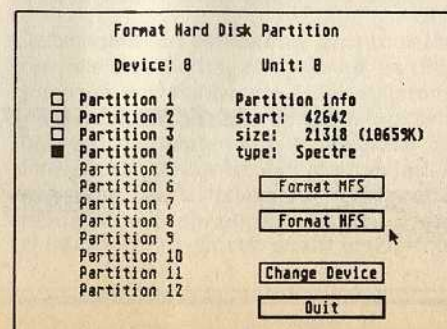 Format Hard Disk Partition
Device: 0 Unit: 0
Partition 1
Partition 2
Partition 3
Partition 4
Partition 5
Partition 6
Partition 7
Partition 8
Partition 9
Partition 10
Partition 11
Partition 12
Partition info
start: 42642
size: 21318 (10659K)
type: Spectre
Format MFS
Format HFS
Change Device
Quit